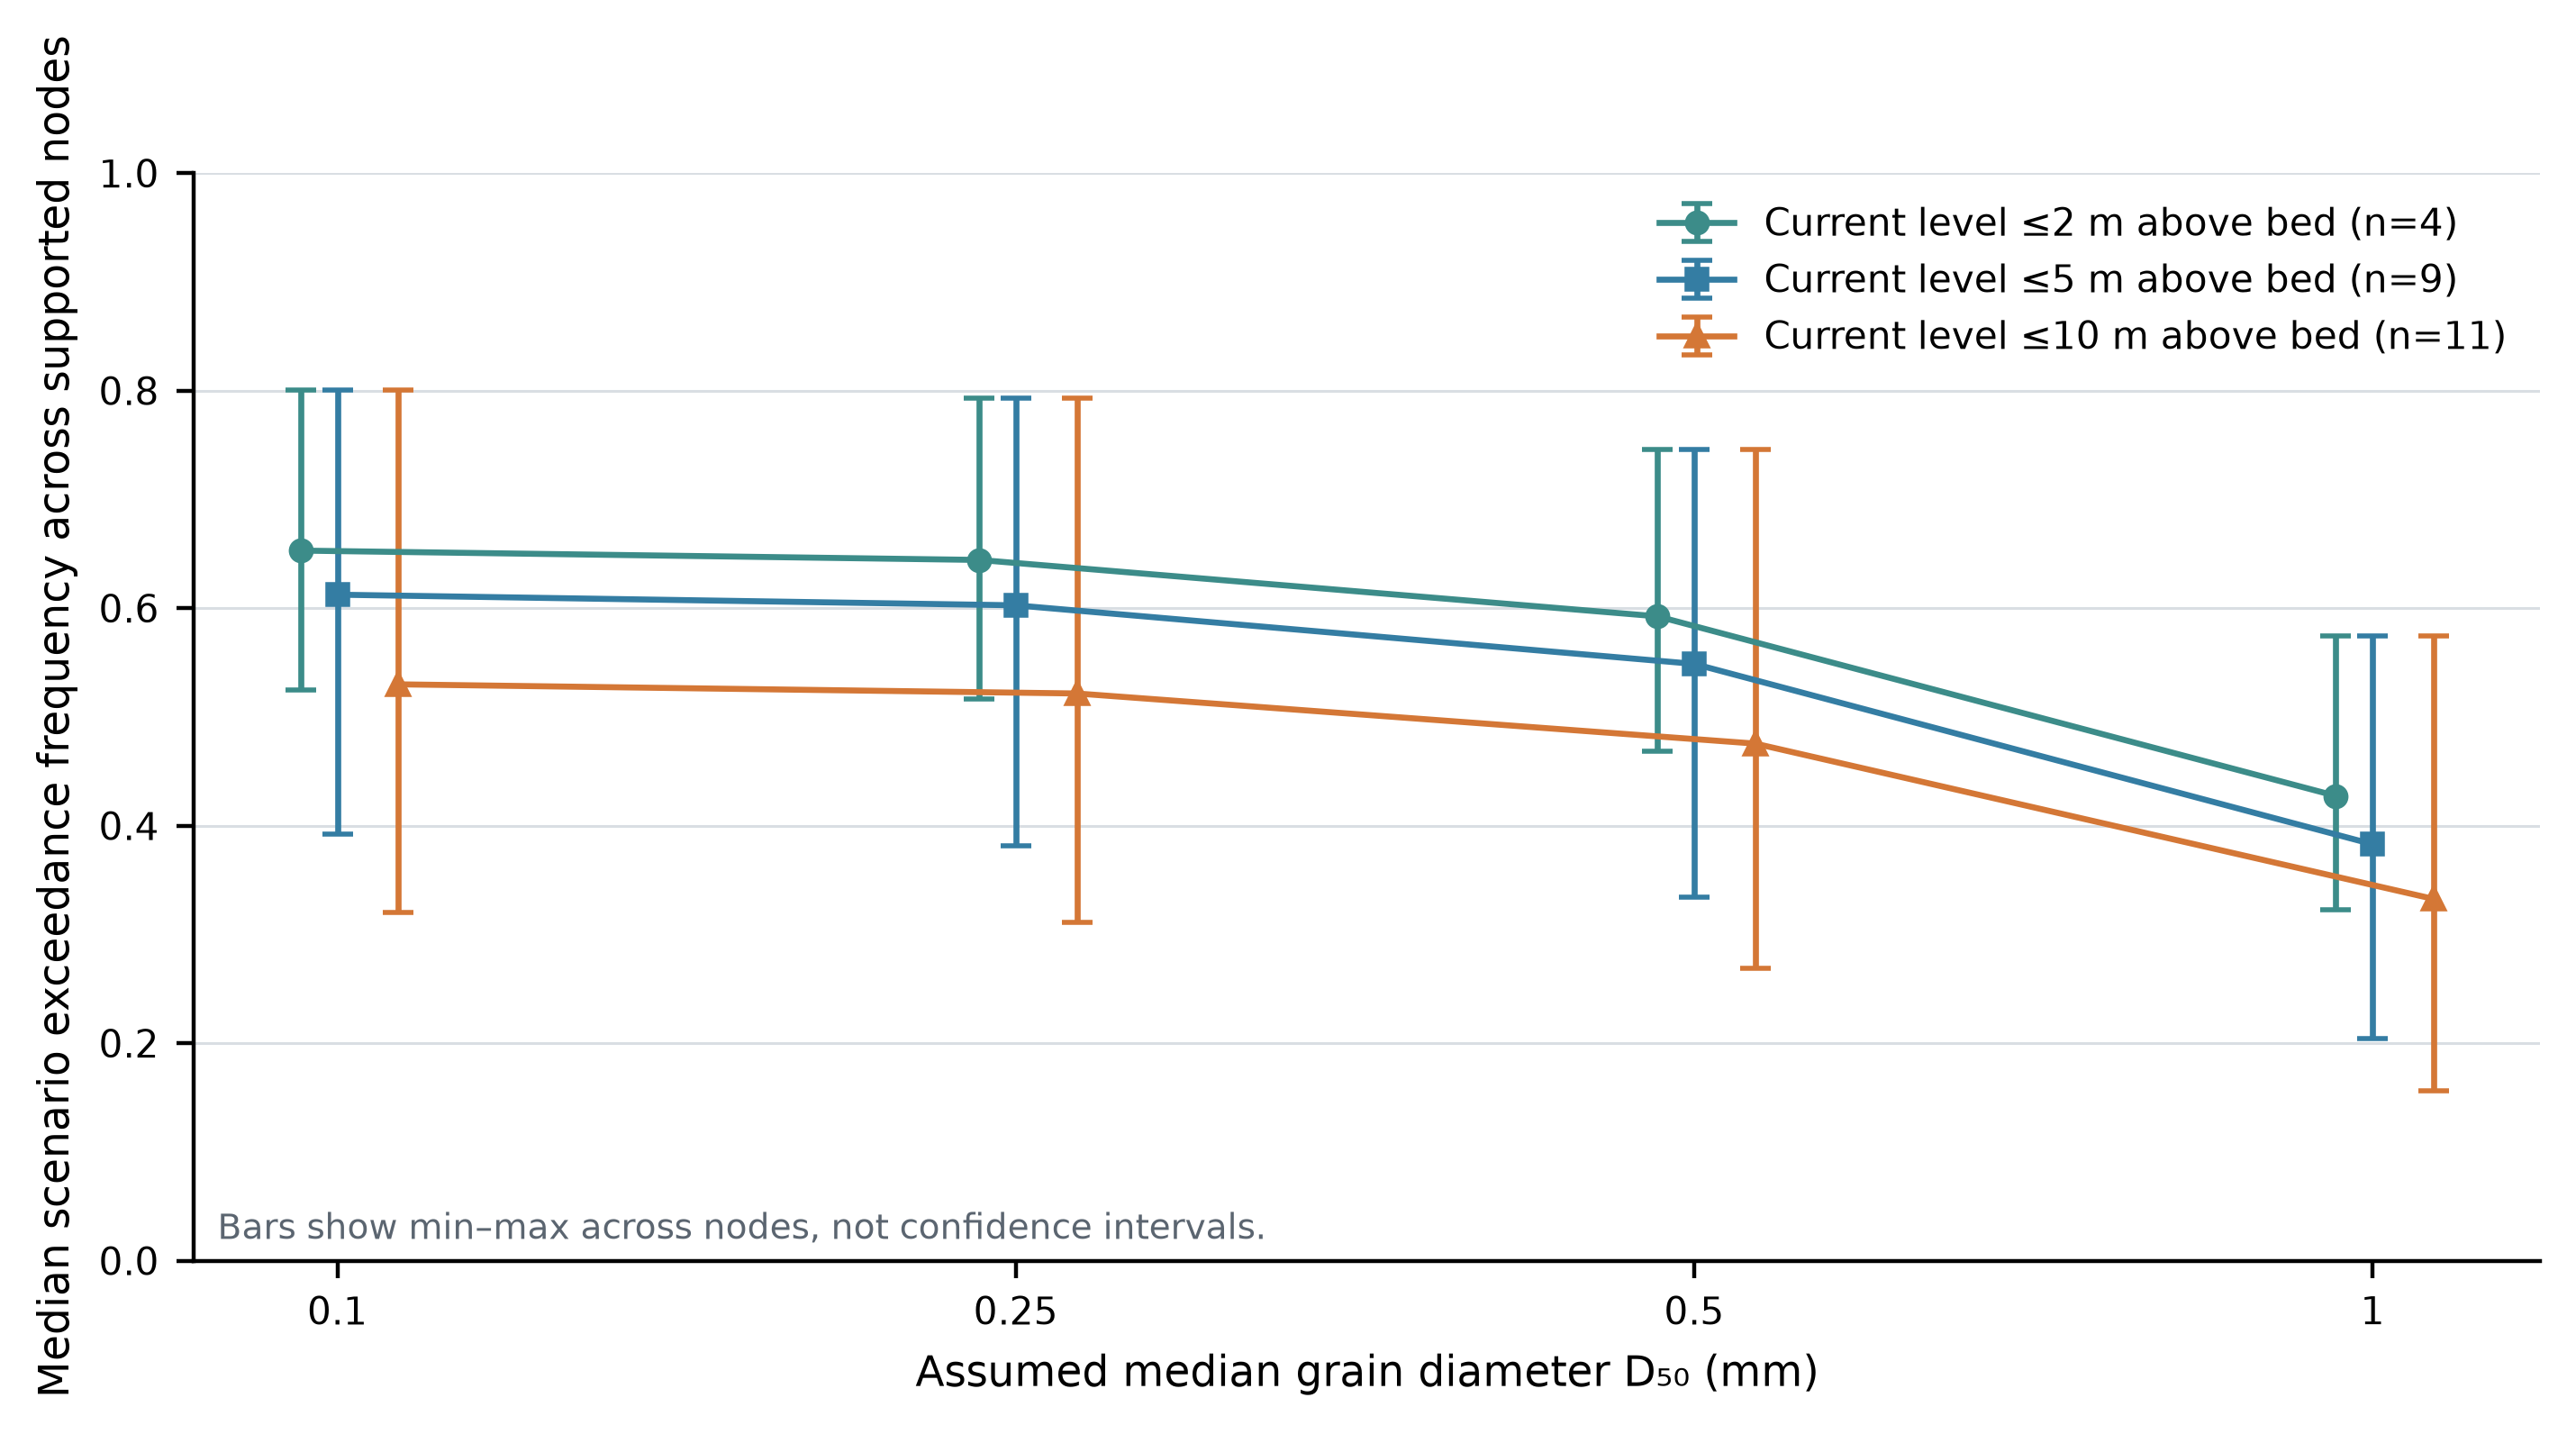 Median scenario exceedance frequency across supported nodes
1.0
0.8
0.6
0.4
0.2
0.0
Current level ≤2 m above bed (n=4)
Current level ≤5 m above bed (n=9)
Current level ≤10 m above bed (n=11)
Bars show min–max across nodes, not confidence intervals.
0.1 0.25 0.5 1
Assumed median grain diameter D₅₀ (mm)